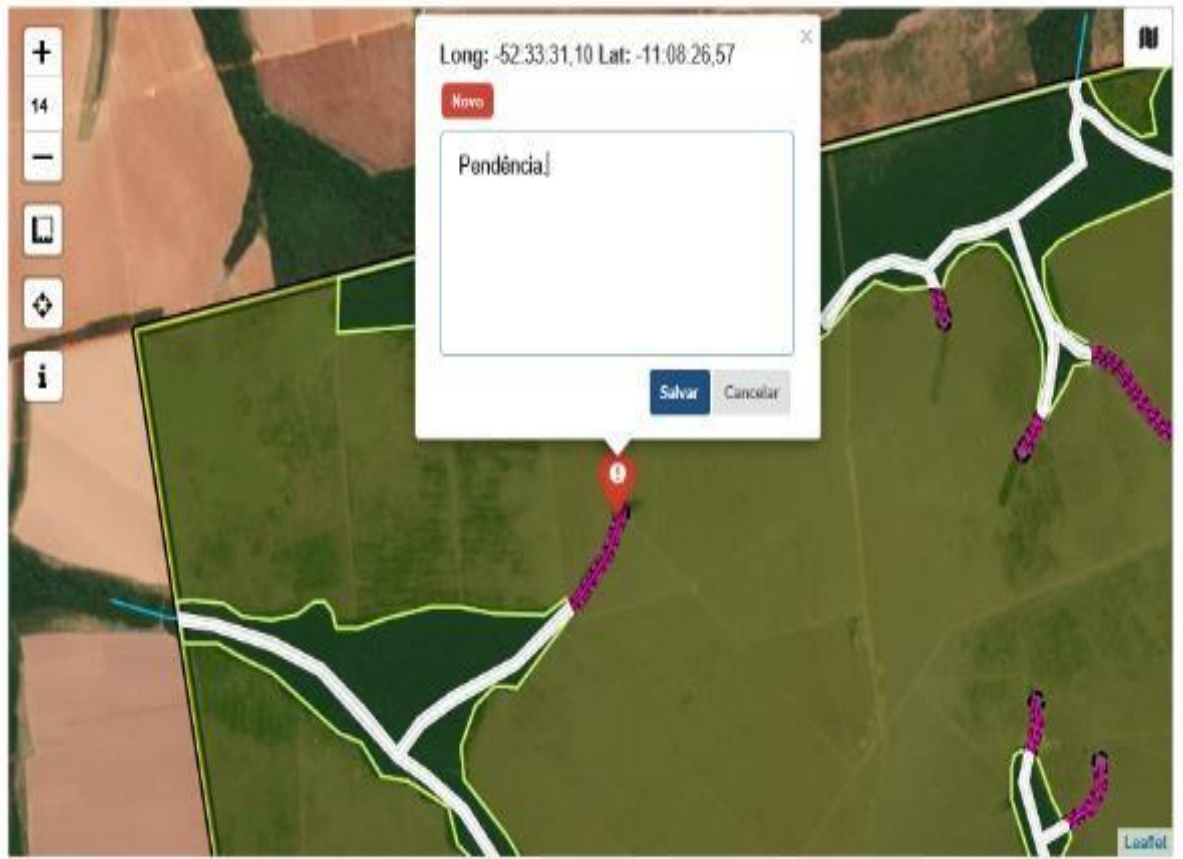 +
14
−
i
Long: -52.33.31,10 Lat: -11.08.26,57
×
Novo
Pendência.
Salvar Cancelar
Leaflet